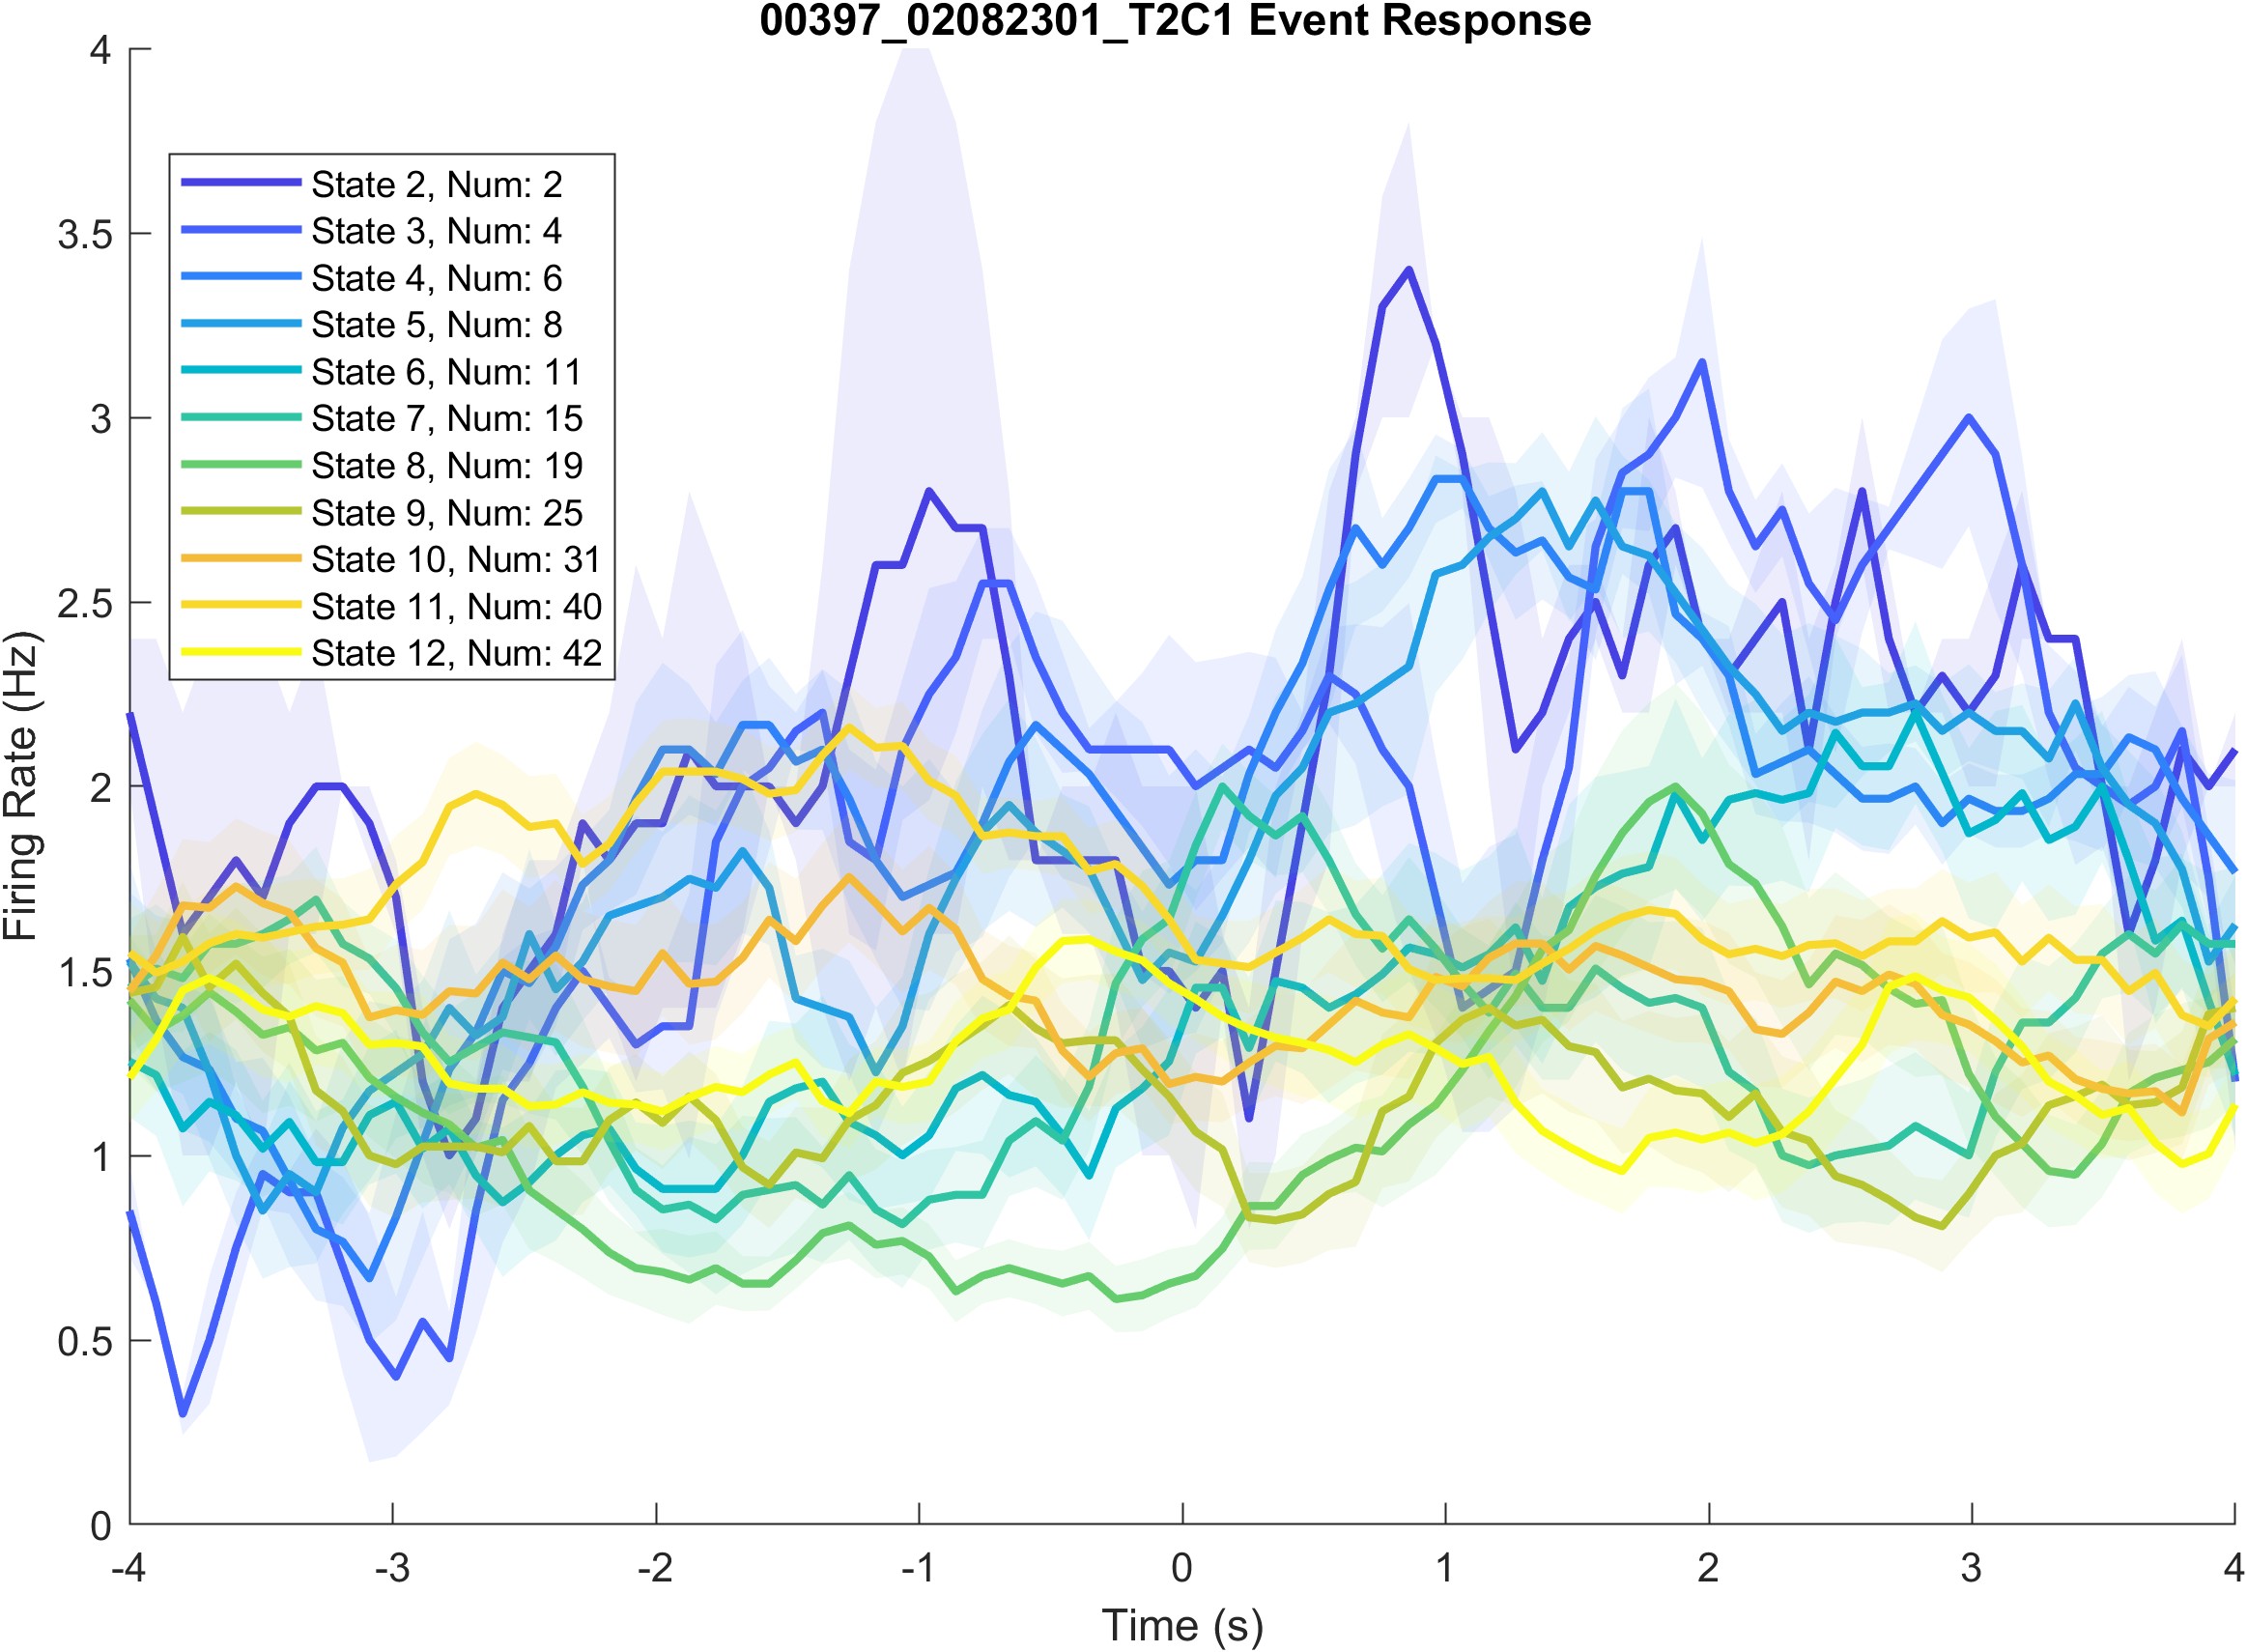 00397_02082301_T2C1 Event Response
4
3.5
3
2.5
2
1.5
1
0.5
0
Firing Rate (Hz)
State 2, Num: 2
State 3, Num: 4
State 4, Num: 6
State 5, Num: 8
State 6, Num: 11
State 7, Num: 15
State 8, Num: 19
State 9, Num: 25
State 10, Num: 31
State 11, Num: 40
State 12, Num: 42
-4 -3 -2 -1 0 1 2 3 4
Time (s)